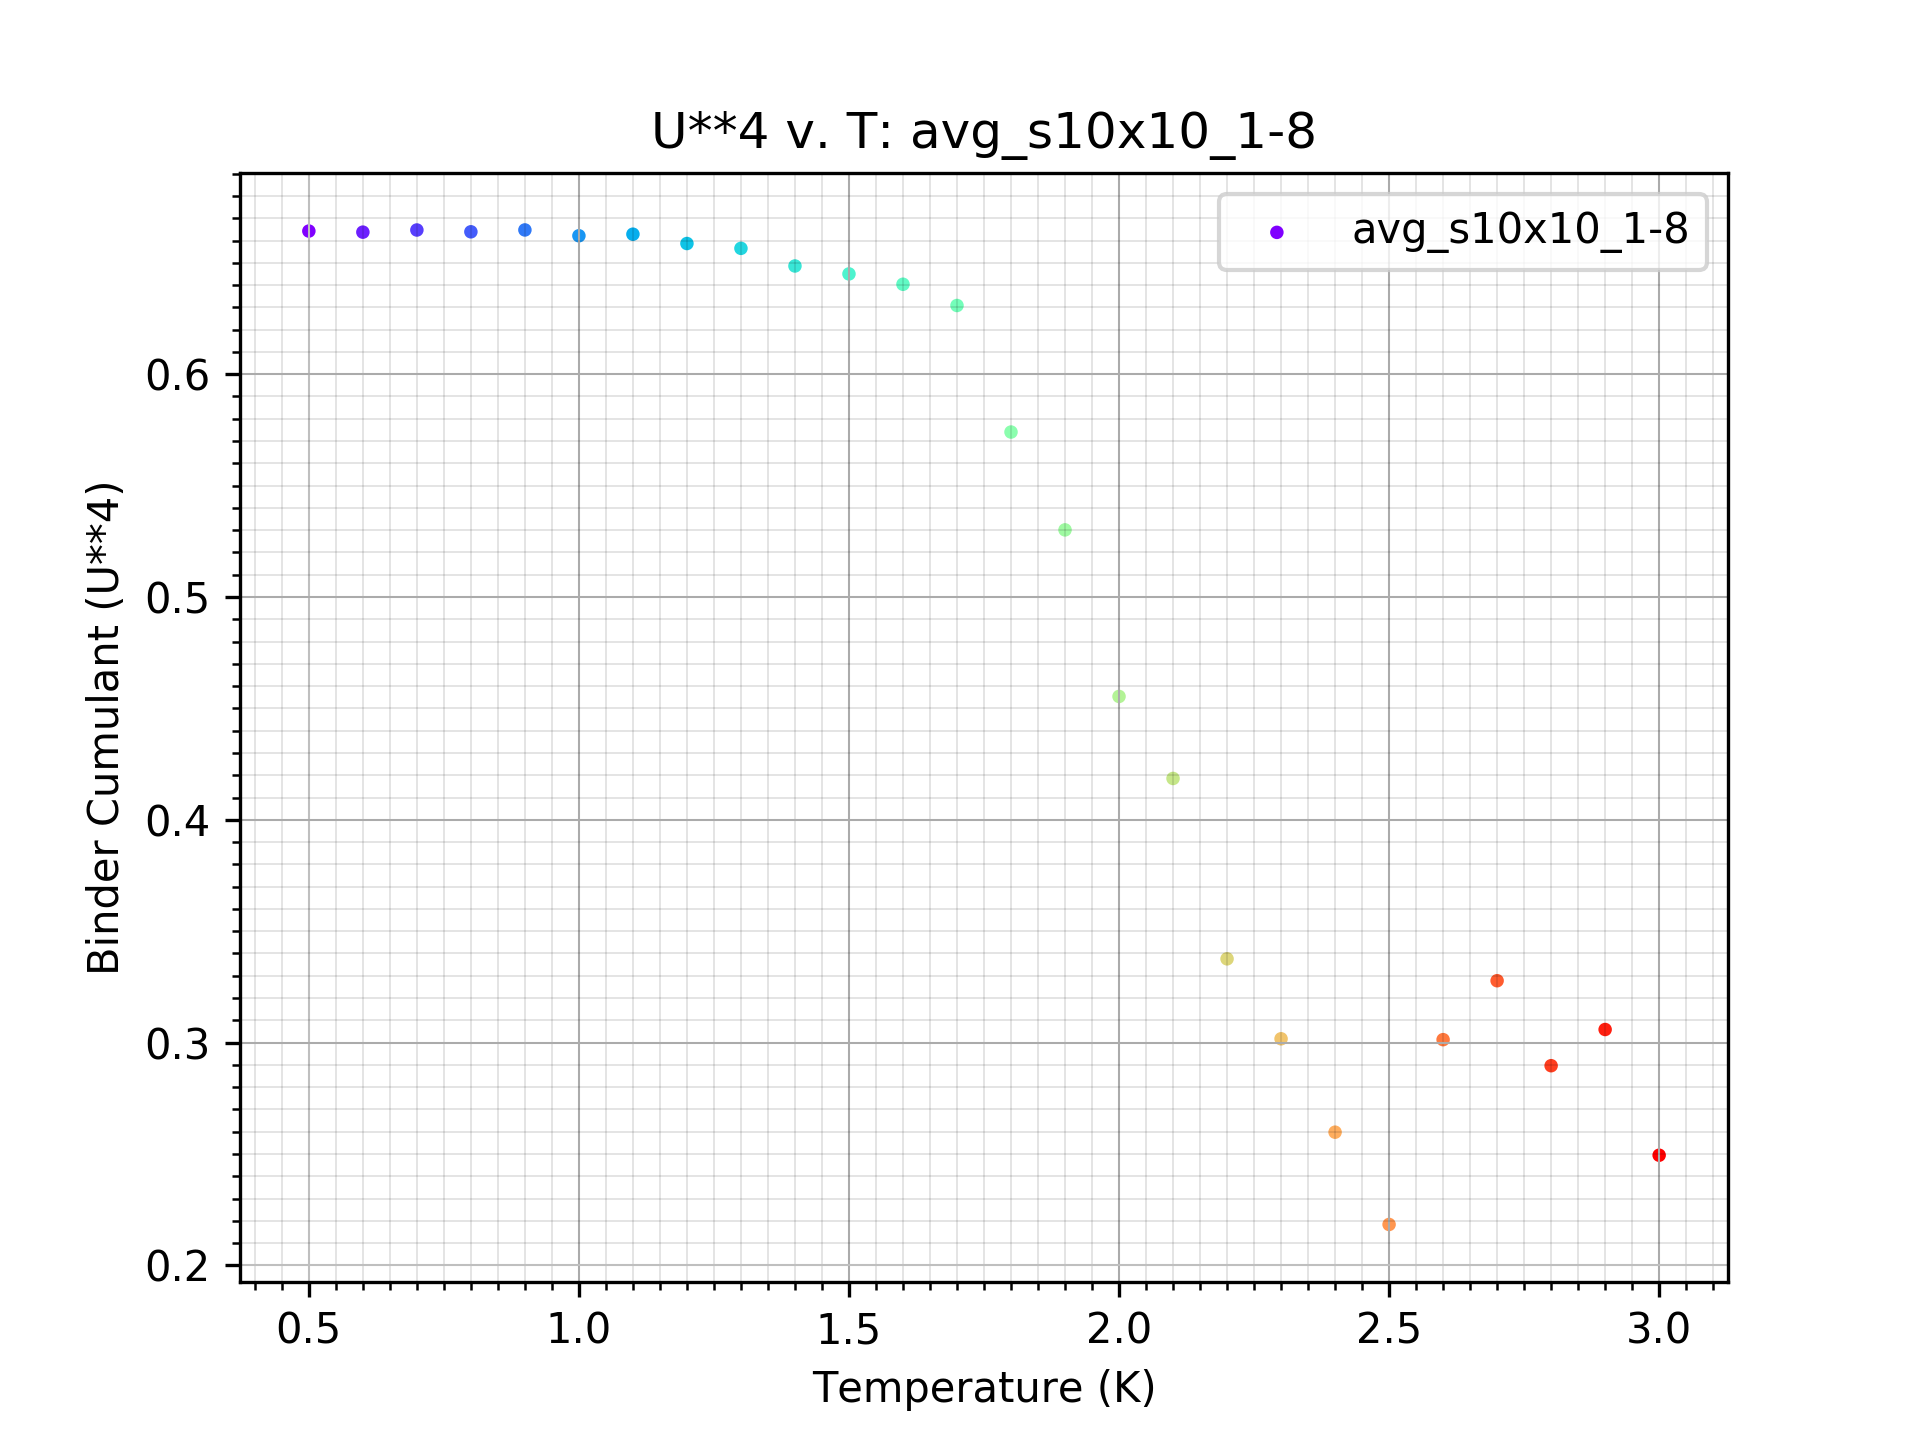 U**4 v. T: avg_s10x10_1-8
avg_s10x10_1-8
Binder Cumulant (U**4)
0.6
0.5
0.4
0.3
0.2
0.5 1.0 1.5 2.0 2.5 3.0
Temperature (K)